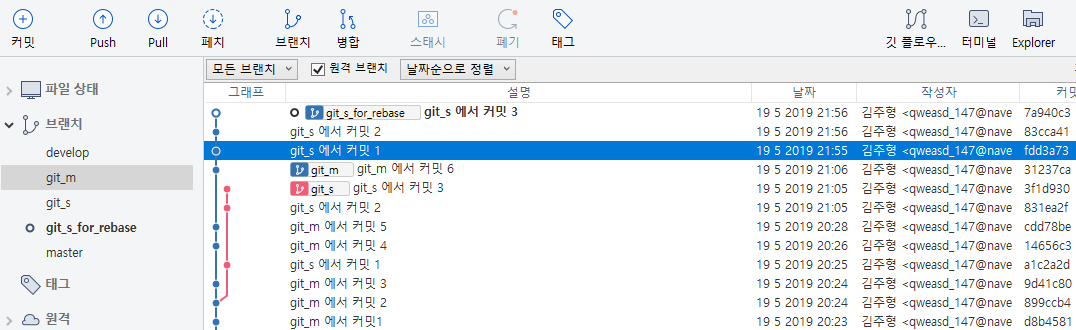 커밋 Push Pull 페치 브랜치 병합 스태시 폐기 태그 깃 플로우... 터미널 Explorer
모든 브랜치 원격 브랜치 날짜순으로 정렬
파일 상태
브랜치
develop
git_m
git_s
git_s_for_rebase
master
태그
원격
그래프 설명 날짜 작성자 커밋
git_s_for_rebase git_s 에서 커밋 3 19 5 2019 21:56 김주형 <qweasd_147@nave 7a940c3
git_s 에서 커밋 2 19 5 2019 21:56 김주형 <qweasd_147@nave 83cca41
git_s 에서 커밋 1 19 5 2019 21:55 김주형 <qweasd_147@nave fdd3a73
git_m git_m 에서 커밋 6 19 5 2019 21:06 김주형 <qweasd_147@nave 31237ca
git_s git_s 에서 커밋 3 19 5 2019 21:05 김주형 <qweasd_147@nave 3f1d930
git_s 에서 커밋 2 19 5 2019 21:05 김주형 <qweasd_147@nave 831ea2f
git_m 에서 커밋 5 19 5 2019 20:28 김주형 <qweasd_147@nave cdd78be
git_m 에서 커밋 4 19 5 2019 20:26 김주형 <qweasd_147@nave 14656c3
git_s 에서 커밋 1 19 5 2019 20:25 김주형 <qweasd_147@nave a1c2a2d
git_m 에서 커밋 3 19 5 2019 20:24 김주형 <qweasd_147@nave 9d41c80
git_m 에서 커밋 2 19 5 2019 20:24 김주형 <qweasd_147@nave 899ccb4
git_m 에서 커밋1 19 5 2019 20:23 김주형 <qweasd_147@nave d8b4581